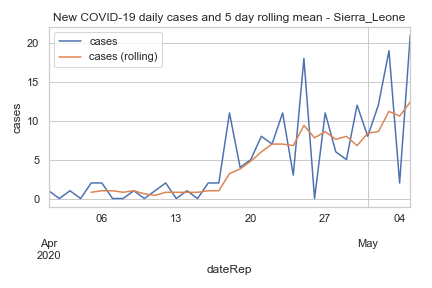 New COVID-19 daily cases and 5 day rolling mean - Sierra_Leone
cases
cases (rolling)
20
15
10
5
0
cases
06
13
20
27
04
Apr
2020
May
dateRep